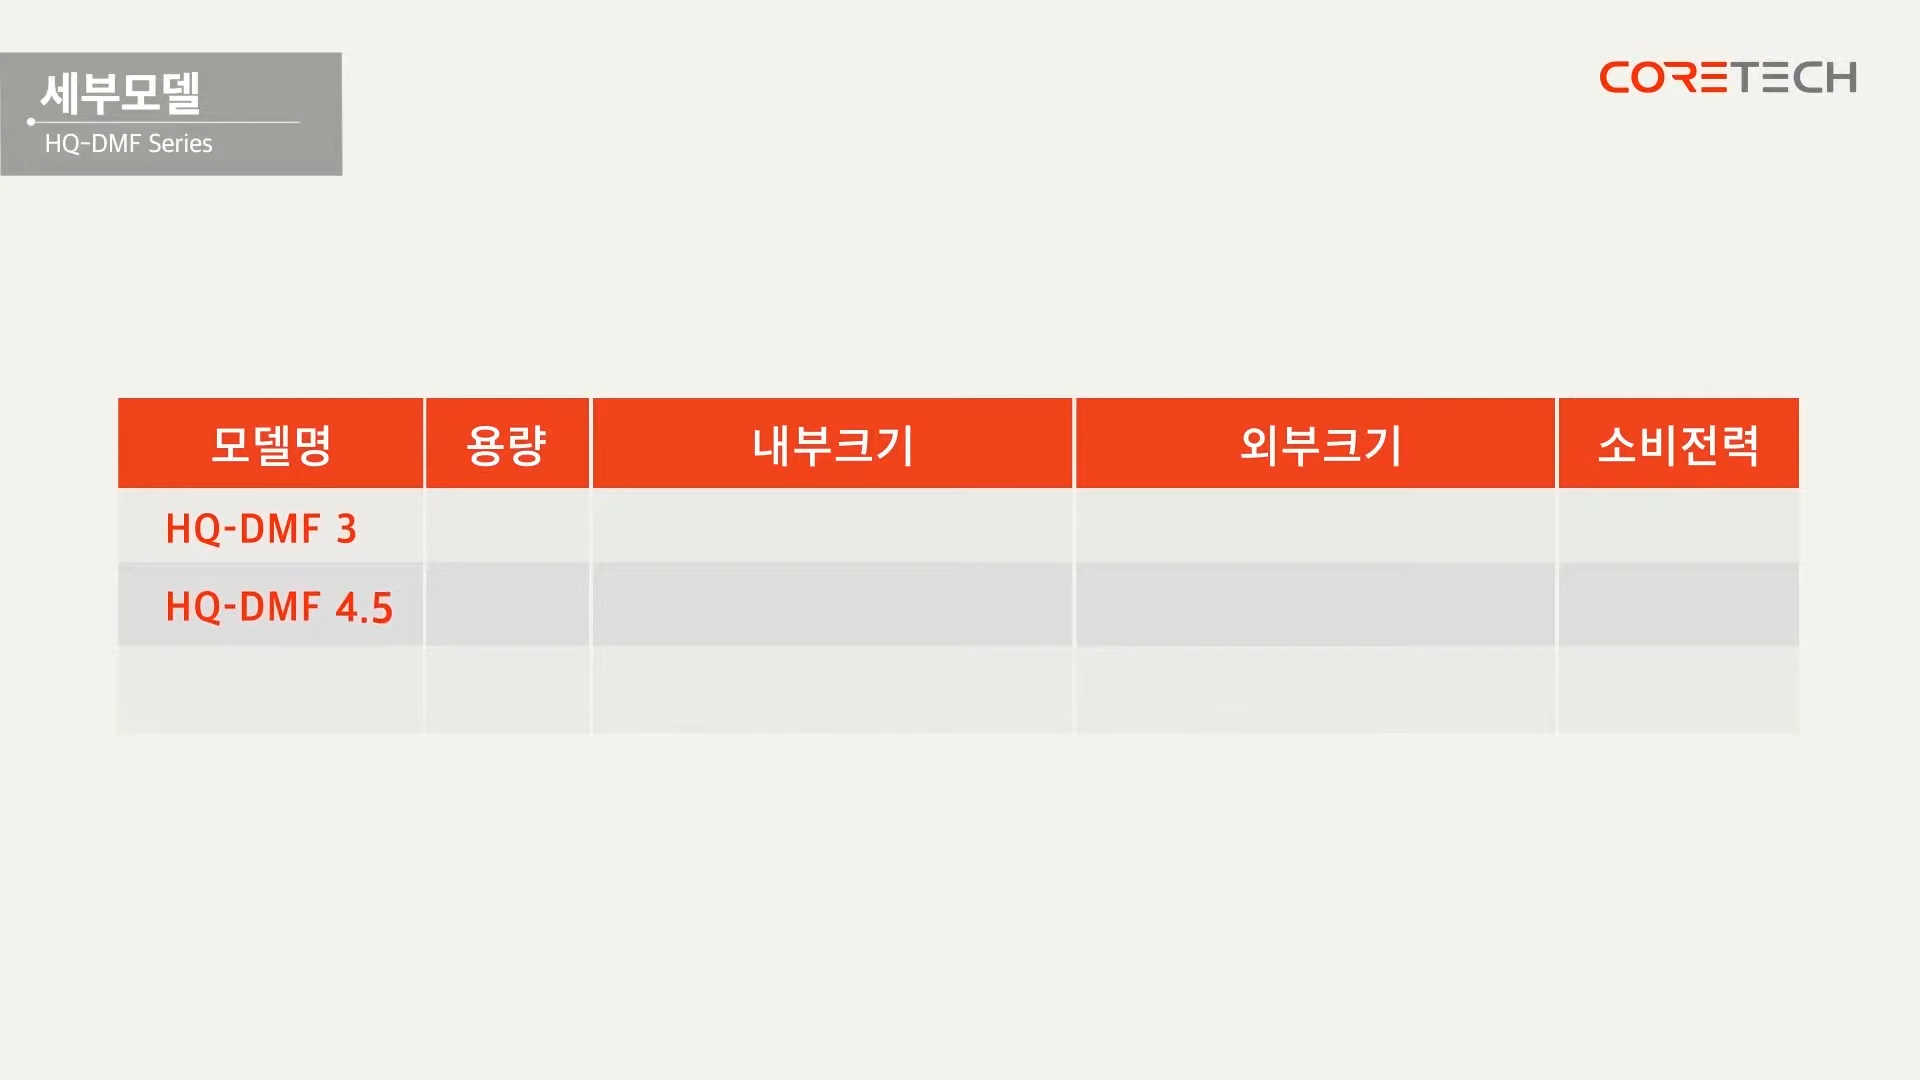 세부모델
HQ-DMF Series
CORETECH
모델명 용량 내부크기 외부크기 소비전력
HQ-DMF 3
HQ-DMF 4.5